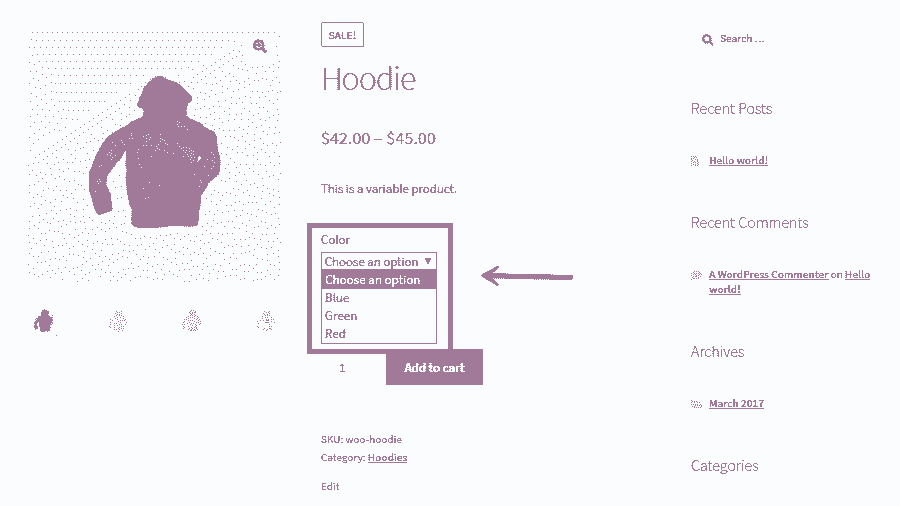 SALE!
Hoodie
$42.00 – $45.00
This is a variable product.
Color
Choose an option ▼
Choose an option
Blue
Green
Red
1
Add to cart
SKU: woo-hoodie
Category: Hoodies
Edit
Search …
Recent Posts
Hello world!
Recent Comments
A WordPress Commenter on Hello
world!
Archives
March 2017
Categories